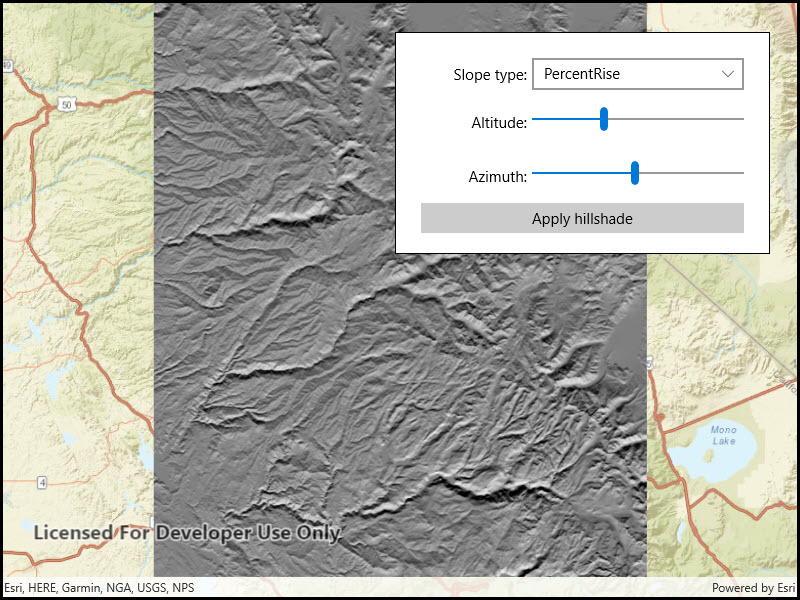 Slope type:
PercentRise
Altitude:
Azimuth:
Apply hillshade
49
50
Mono
Lake
4
Licensed For Developer Use Only
Esri, HERE, Garmin, NGA, USGS, NPS
Powered by Esri